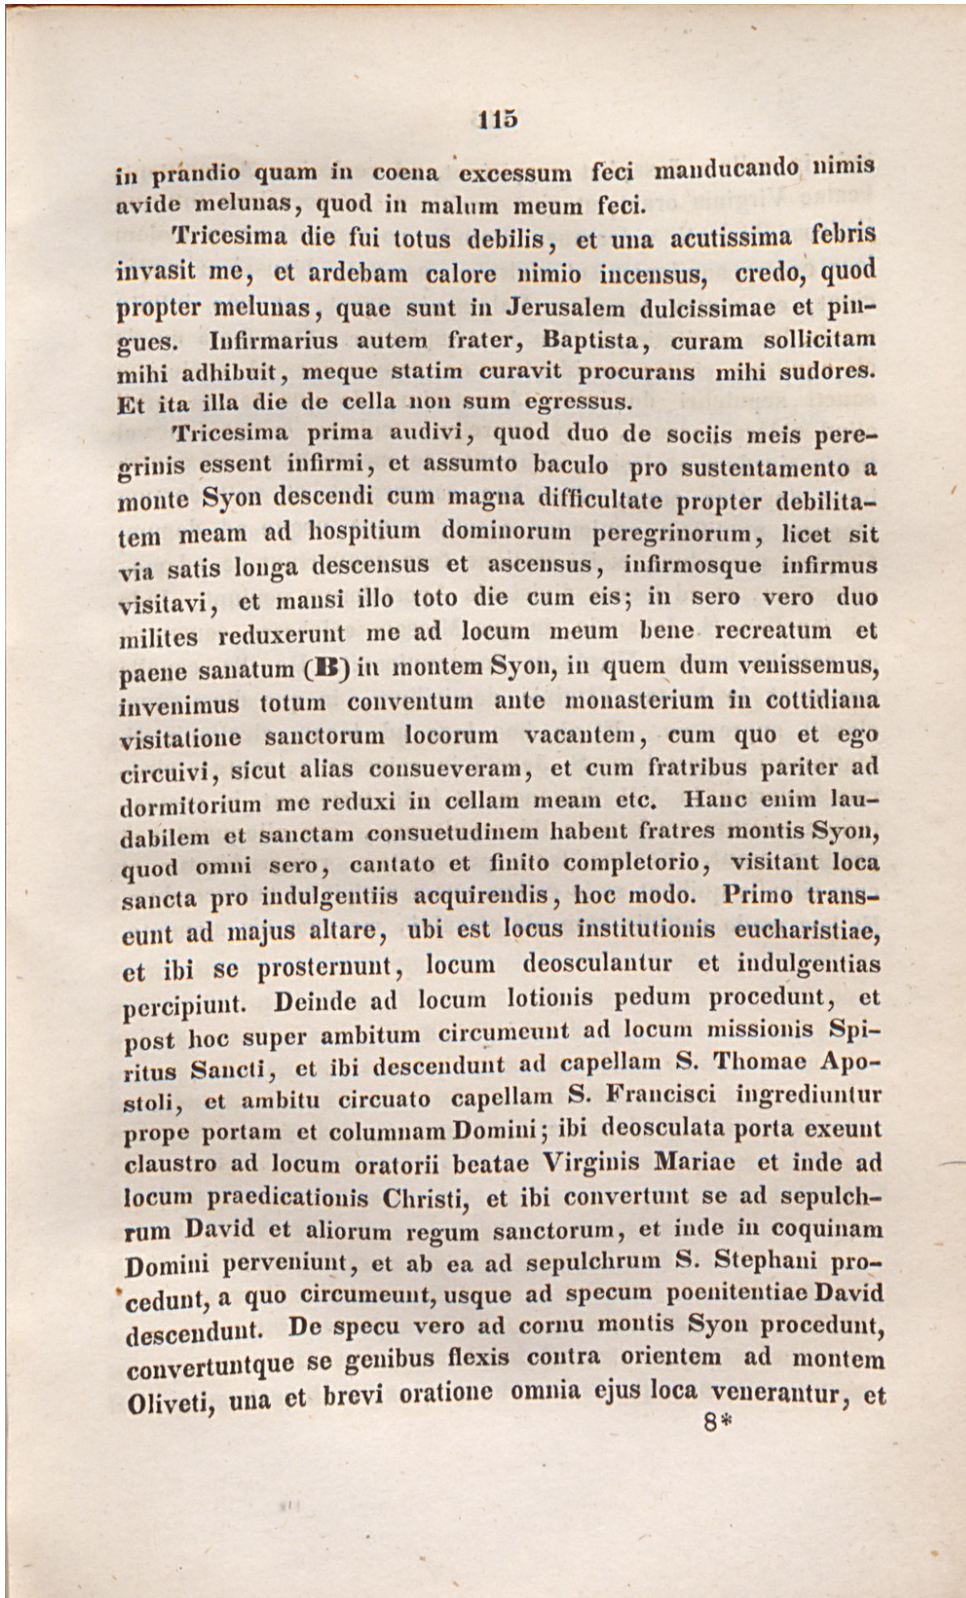 115
in prandio quam in coena excessum feci manducando nimis
avide melunas, quod in malum meum feci.
Tricesima die fui totus debilis, et una acutissima febris
invasit me, et ardebam calore nimio incensus, credo, quod
propter melunas, quae sunt in Jerusalem dulcissimae et pin-
gues. Infirmarius autem frater, Baptista, curam sollicitam
mihi adhibuit, meque statim curavit procurans mihi sudores.
Et ita illa die de cella non sum egressus.
Tricesima prima audivi, quod duo de sociis meis pere-
grinis essent infirmi, et assumto baculo pro sustentamento a
monte Syon descendi cum magna difficultate propter debilita-
tem meam ad hospitium dominorum peregrinorum, licet sit
via satis longa descensus et ascensus, infirmosque infirmus
visitavi, et mansi illo toto die cum eis; in sero vero duo
milites reduxerunt me ad locum meum bene recreatum et
paene sanatum (B) in montem Syon, in quem dum venissemus,
invenimus totum conventum ante monasterium in cottidiana
visitatione sanctorum locorum vacantem, cum quo et ego
circuivi, sicut alias consueveram, et cum fratribus pariter ad
dormitorium me reduxi in cellam meam etc. Hanc enim lau-
dabilem et sanctam consuetudinem habent fratres montis Syon,
quod omni sero, cantato et finito completorio, visitant loca
sancta pro indulgentiis acquirendis, hoc modo. Primo trans-
eunt ad majus altare, ubi est locus institutionis eucharistiae,
et ibi se prosternunt, locum deosculantur et indulgentias
percipiunt. Deinde ad locum lotionis pedum procedunt, et
post hoc super ambitum circumeunt ad locum missionis Spi-
ritus Sancti, et ibi descendunt ad capellam S. Thomae Apo-
stoli, et ambitu circuato capellam S. Francisci ingrediuntur
prope portam et columnam Domini; ibi deosculata porta exeunt
claustro ad locum oratorii beatae Virginis Mariae et inde ad
locum praedicationis Christi, et ibi convertunt se ad sepulch-
rum David et aliorum regum sanctorum, et inde in coquinam
Domini perveniunt, et ab ea ad sepulchrum S. Stephani pro-
cedunt, a quo circumeunt, usque ad specum poenitentiae David
descendunt. De specu vero ad cornu montis Syon procedunt,
convertuntque se genibus flexis contra orientem ad montem
Oliveti, una et brevi oratione omnia ejus loca venerantur, et
8*